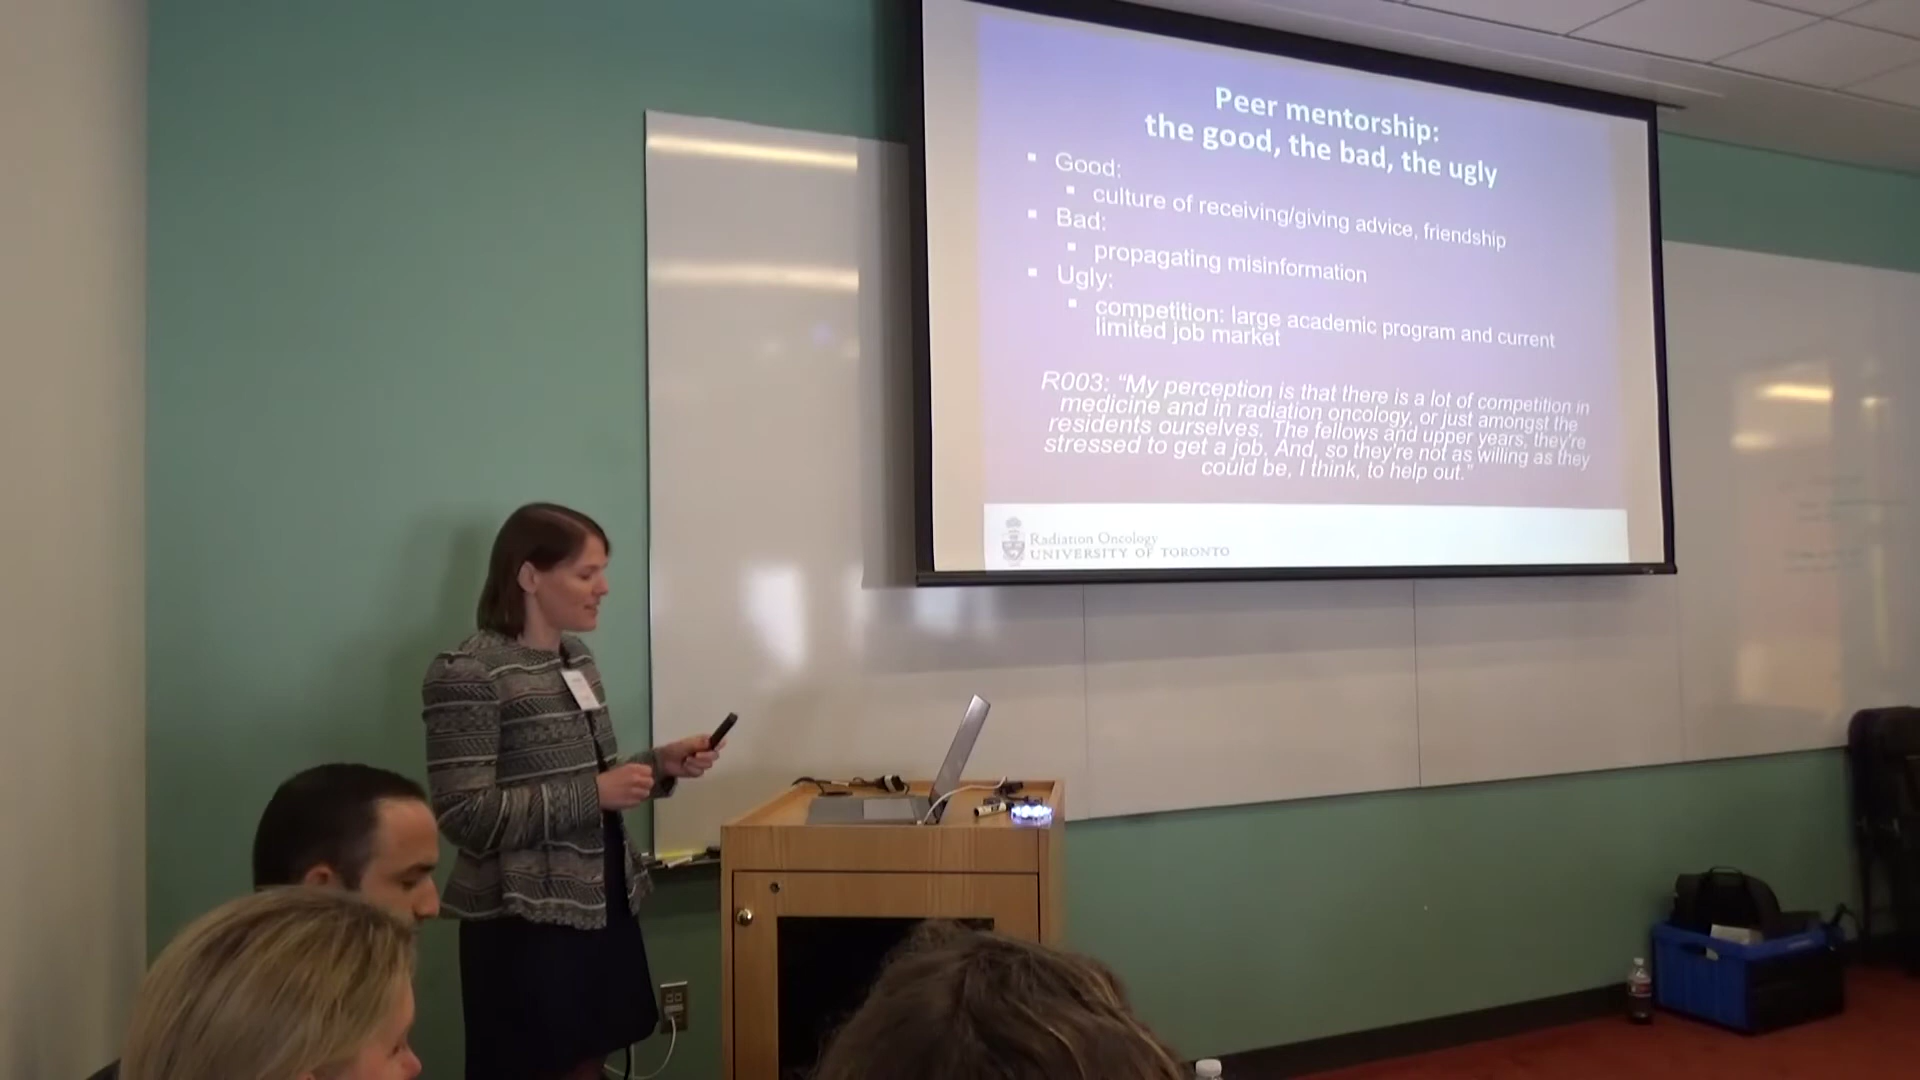 Peer mentorship:
the good, the bad, the ugly
Good:
culture of receiving/giving advice, friendship
Bad:
propagating misinformation
Ugly:
competition: large academic program and current
limited job market
R003: "My perception is that there is a lot of competition in
medicine and in radiation oncology, or just amongst the
residents ourselves. The fellows and upper years, they're
stressed to get a job. And, so they're not as willing as they
could be, I think, to help out."
Radiation Oncology
UNIVERSITY OF TORONTO